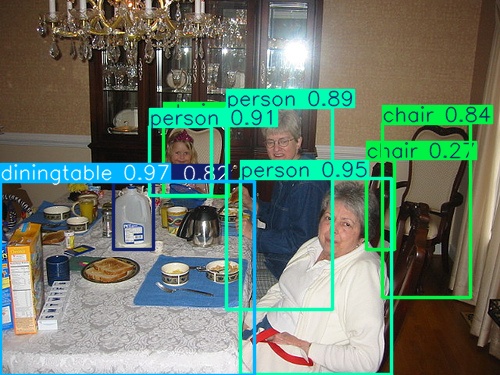 person 0.89
person 0.91
chair 0.84
chair 0.27
person 0.95
diningtable 0.97
0.82